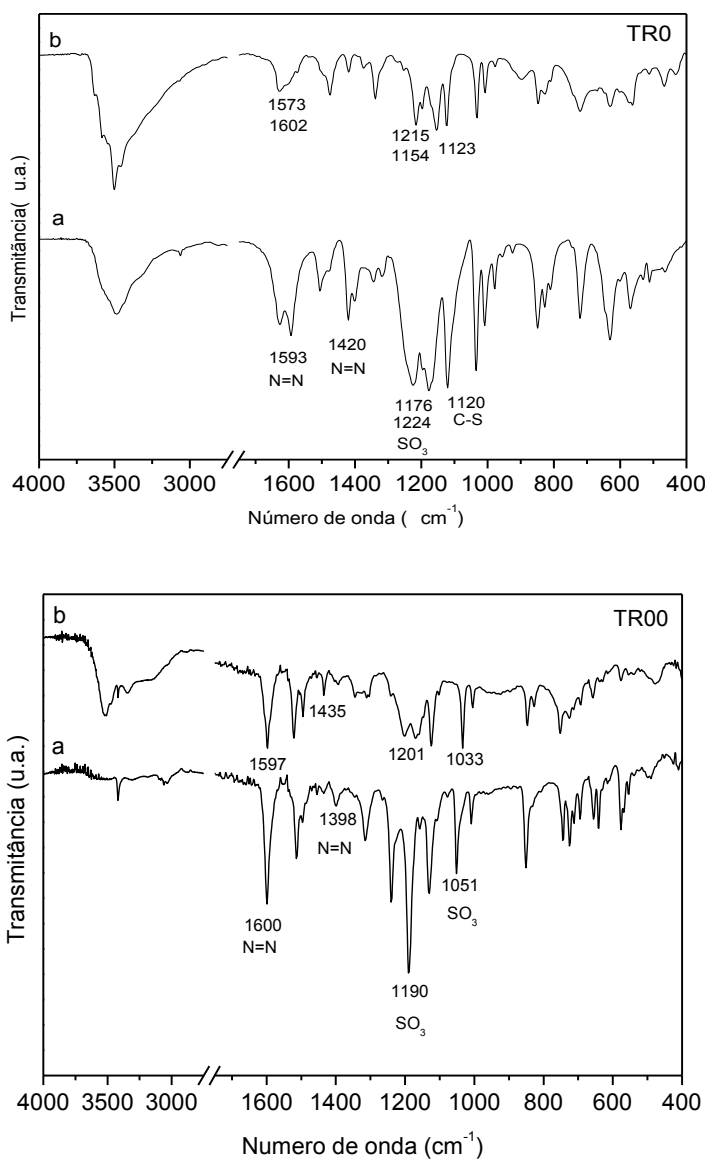 TR0
b
1573
1602
1215
1154
1123
a
1593
N=N
1420
N=N
1176
1224
SO3
1120
C-S
Transmitância( u.a.)
4000 3500 3000 1600 1400 1200 1000 800 600 400
Número de onda ( cm-1)
TR00
b
1435
1597
1201
1033
a
1398
N=N
1600
N=N
1051
SO3
1190
SO3
Transmitância (u.a.)
4000 3500 3000 1600 1400 1200 1000 800 600 400
Numero de onda (cm-1)